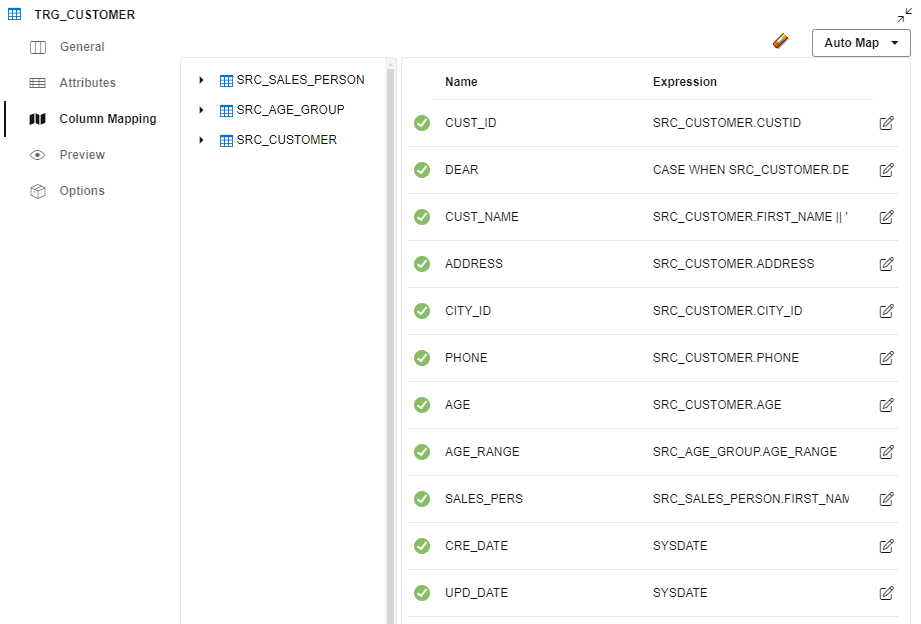 TRG_CUSTOMER
General
Attributes
Column Mapping
Preview
Options
Auto Map
SRC_SALES_PERSON
SRC_AGE_GROUP
SRC_CUSTOMER
Name Expression
CUST_ID SRC_CUSTOMER.CUSTID
DEAR CASE WHEN SRC_CUSTOMER.DE
CUST_NAME SRC_CUSTOMER.FIRST_NAME || '
ADDRESS SRC_CUSTOMER.ADDRESS
CITY_ID SRC_CUSTOMER.CITY_ID
PHONE SRC_CUSTOMER.PHONE
AGE SRC_CUSTOMER.AGE
AGE_RANGE SRC_AGE_GROUP.AGE_RANGE
SALES_PERS SRC_SALES_PERSON.FIRST_NAM
CRE_DATE SYSDATE
UPD_DATE SYSDATE